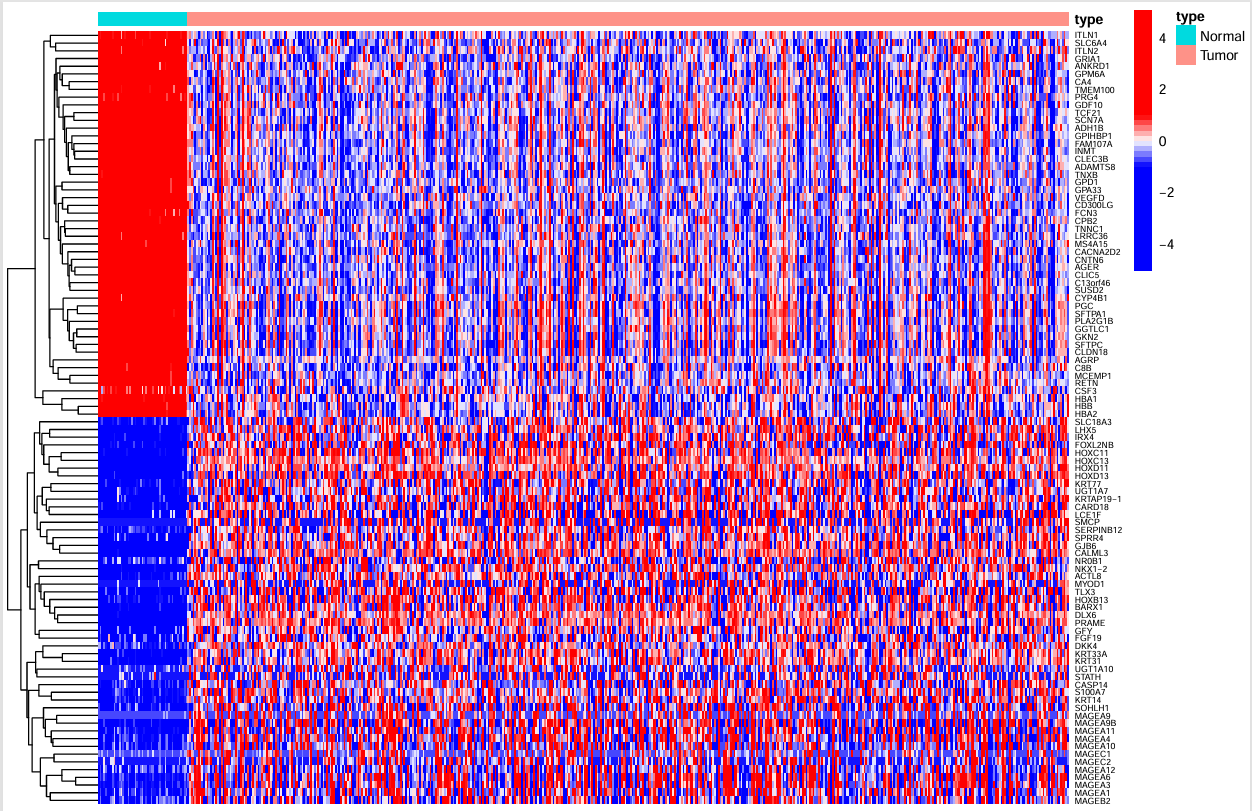 type
ITLN1
SLC6A4
ITLN2
GRIA1
ANKRD1
GPM6A
CA4
TMEM100
PRG4
GDF10
TCF21
SCN7A
ADH1B
GPIHBP1
FAM107A
INMT
CLEC3B
ADAMTS8
TNXB
GPD1
GPA33
VEGFD
CD300LG
FCN3
CPB2
TNNC1
LRRC36
MS4A15
CACNA2D2
CNTN6
AGER
CLIC5
C13orf46
SUSD2
CYP4B1
PGC
SFTPA1
PLA2G1B
GGTLC1
GKN2
SFTPC
CLDN18
AGRP
C8B
MCEMP1
RETN
CSF3
HBA1
HBB
HBA2
SLC18A3
LHX5
IRX4
FOXL2NB
HOXC11
HOXC13
HOXD11
HOXD13
KRT77
UGT1A7
KRTAP19−1
CARD18
LCE1F
SMCP
SERPINB12
SPRR4
GJB6
CALML3
NR0B1
NKX1−2
ACTL8
MYOD1
TLX3
HOXB13
BARX1
DLX6
PRAME
GFY
FGF19
DKK4
KRT33A
KRT31
UGT1A10
STATH
CASP14
S100A7
KRT14
SOHLH1
MAGEA9
MAGEA9B
MAGEA11
MAGEA4
MAGEA10
MAGEC1
MAGEC2
MAGEA12
MAGEA6
MAGEA3
MAGEA1
MAGEB2
4
2
0
−2
−4
type
Normal
Tumor